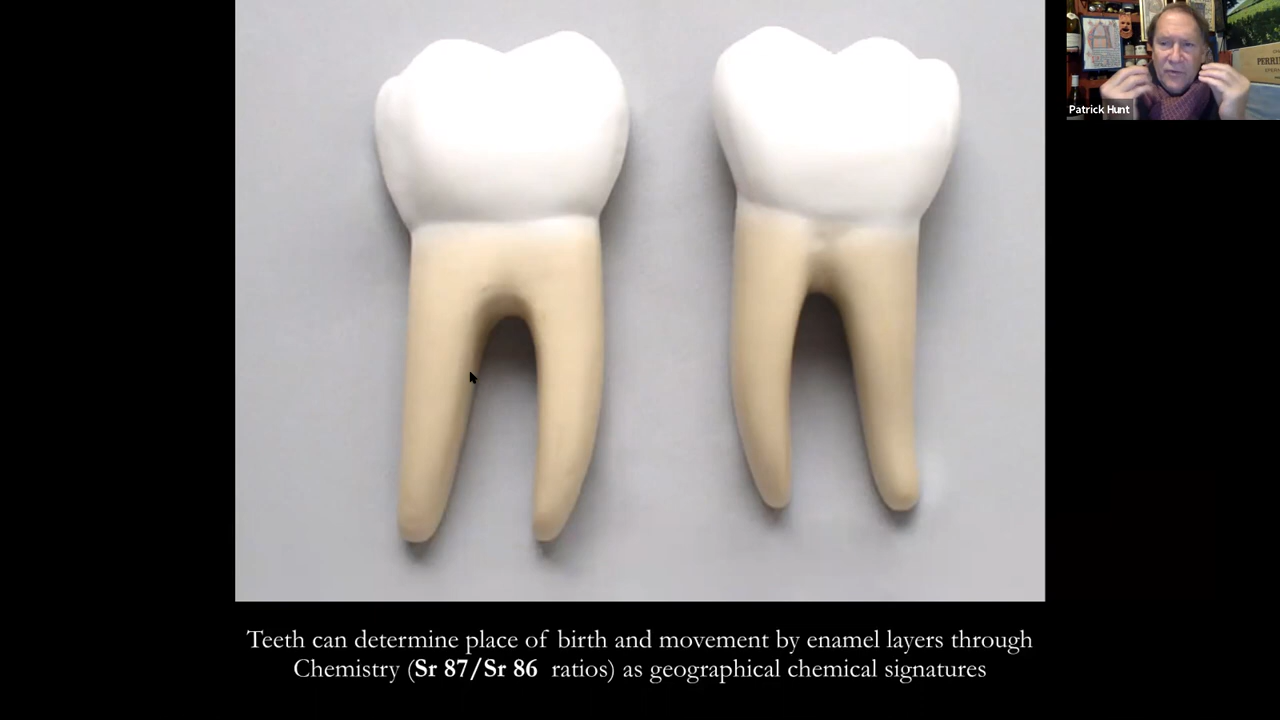 PERRI
Patrick Hunt
Teeth can determine place of birth and movement by enamel layers through
Chemistry (Sr 87/Sr 86 ratios) as geographical chemical signatures